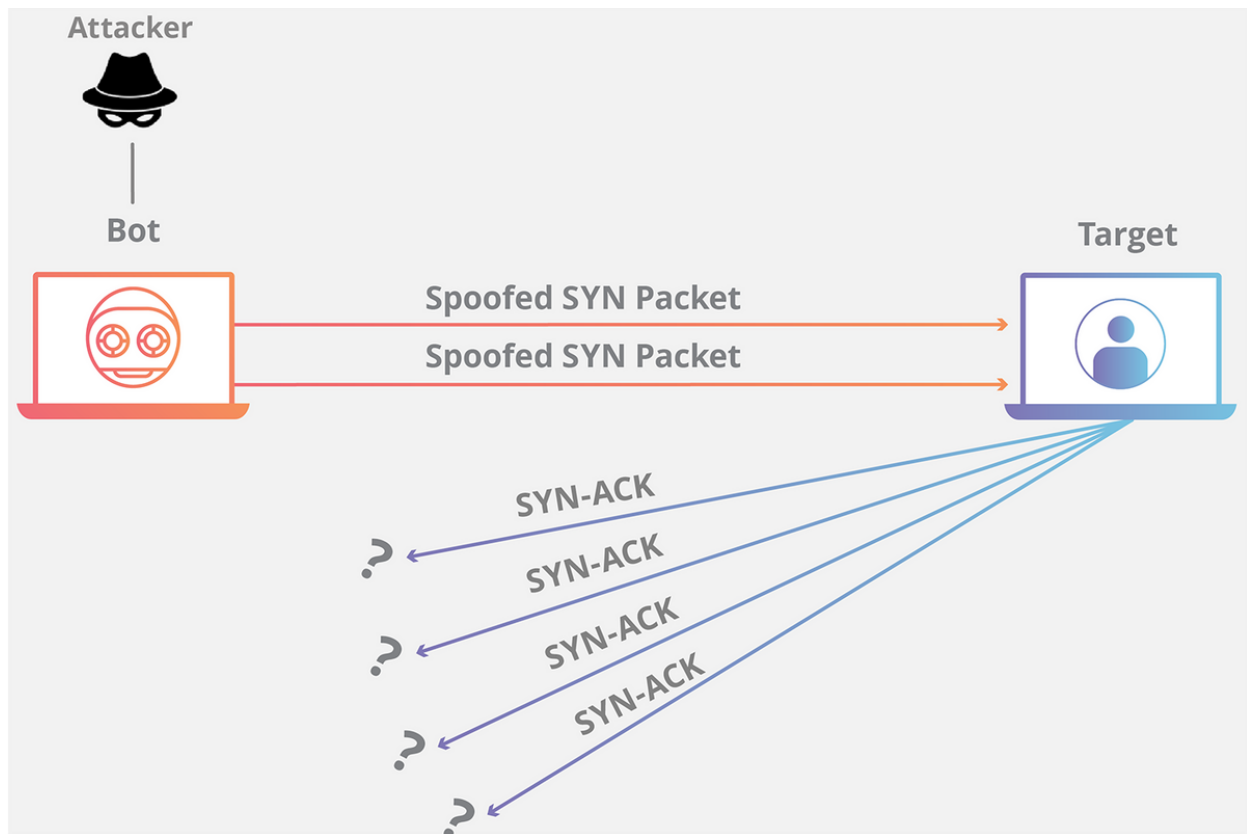 Attacker
Bot
Target
Spoofed SYN Packet
Spoofed SYN Packet
SYN-ACK
?
SYN-ACK
?
SYN-ACK
?
SYN-ACK
?